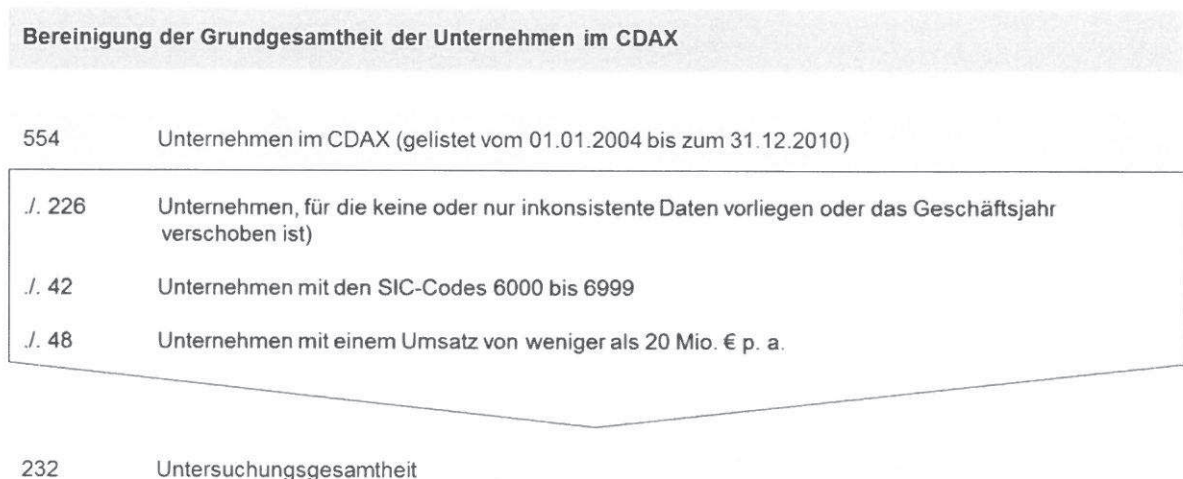 Bereinigung der Grundgesamtheit der Unternehmen im CDAX
554 Unternehmen im CDAX (gelistet vom 01.01.2004 bis zum 31.12.2010)
./. 226 Unternehmen, für die keine oder nur inkonsistente Daten vorliegen oder das Geschäftsjahr
verschoben ist)
./. 42 Unternehmen mit den SIC-Codes 6000 bis 6999
./. 48 Unternehmen mit einem Umsatz von weniger als 20 Mio. € p. a.
232 Untersuchungsgesamtheit